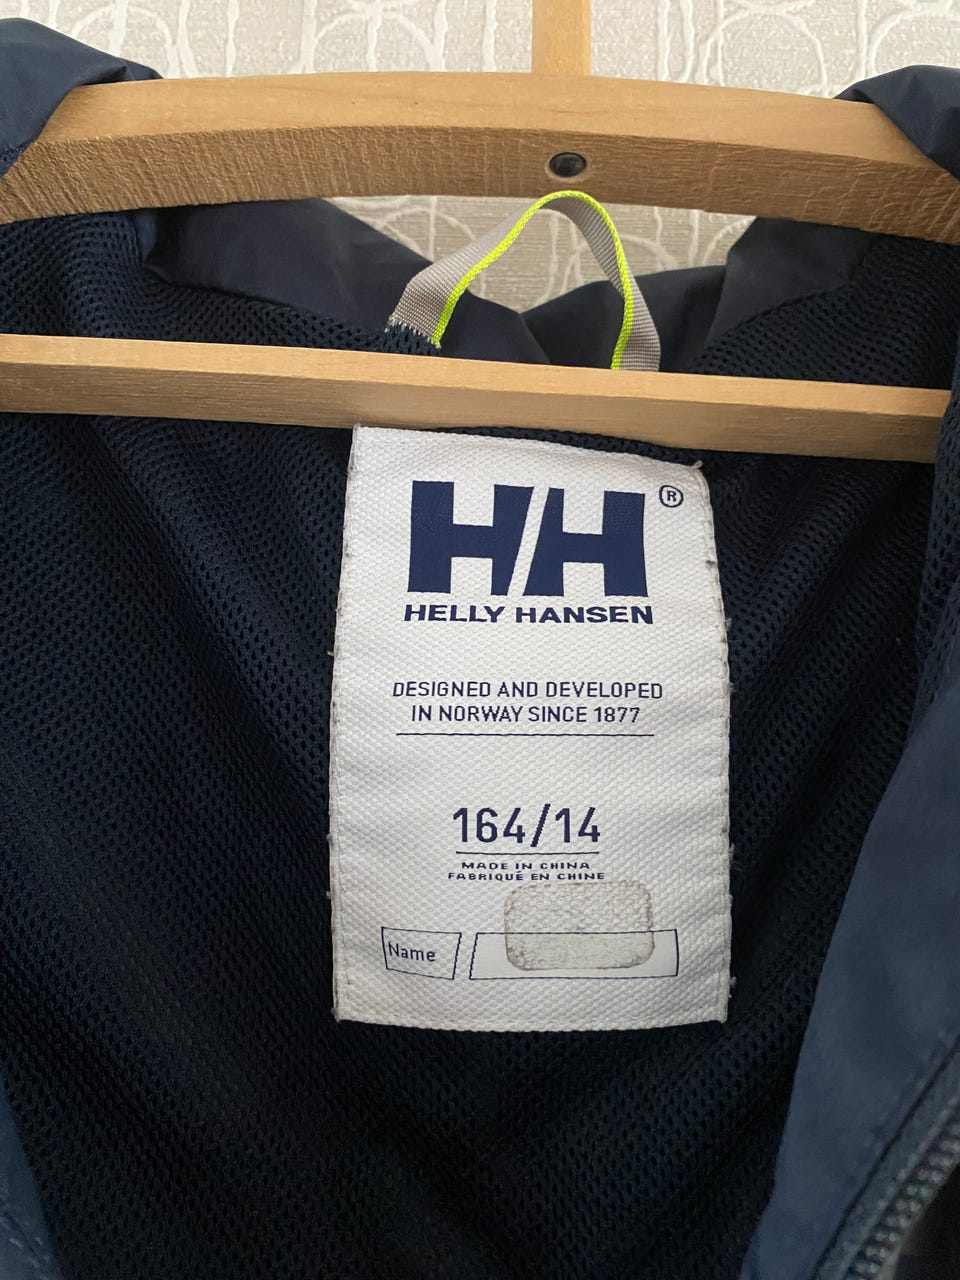 HH®
HELLY HANSEN
DESIGNED AND DEVELOPED
IN NORWAY SINCE 1877
164/14
MADE IN CHINA
FABRIQUÉ EN CHINE
Name